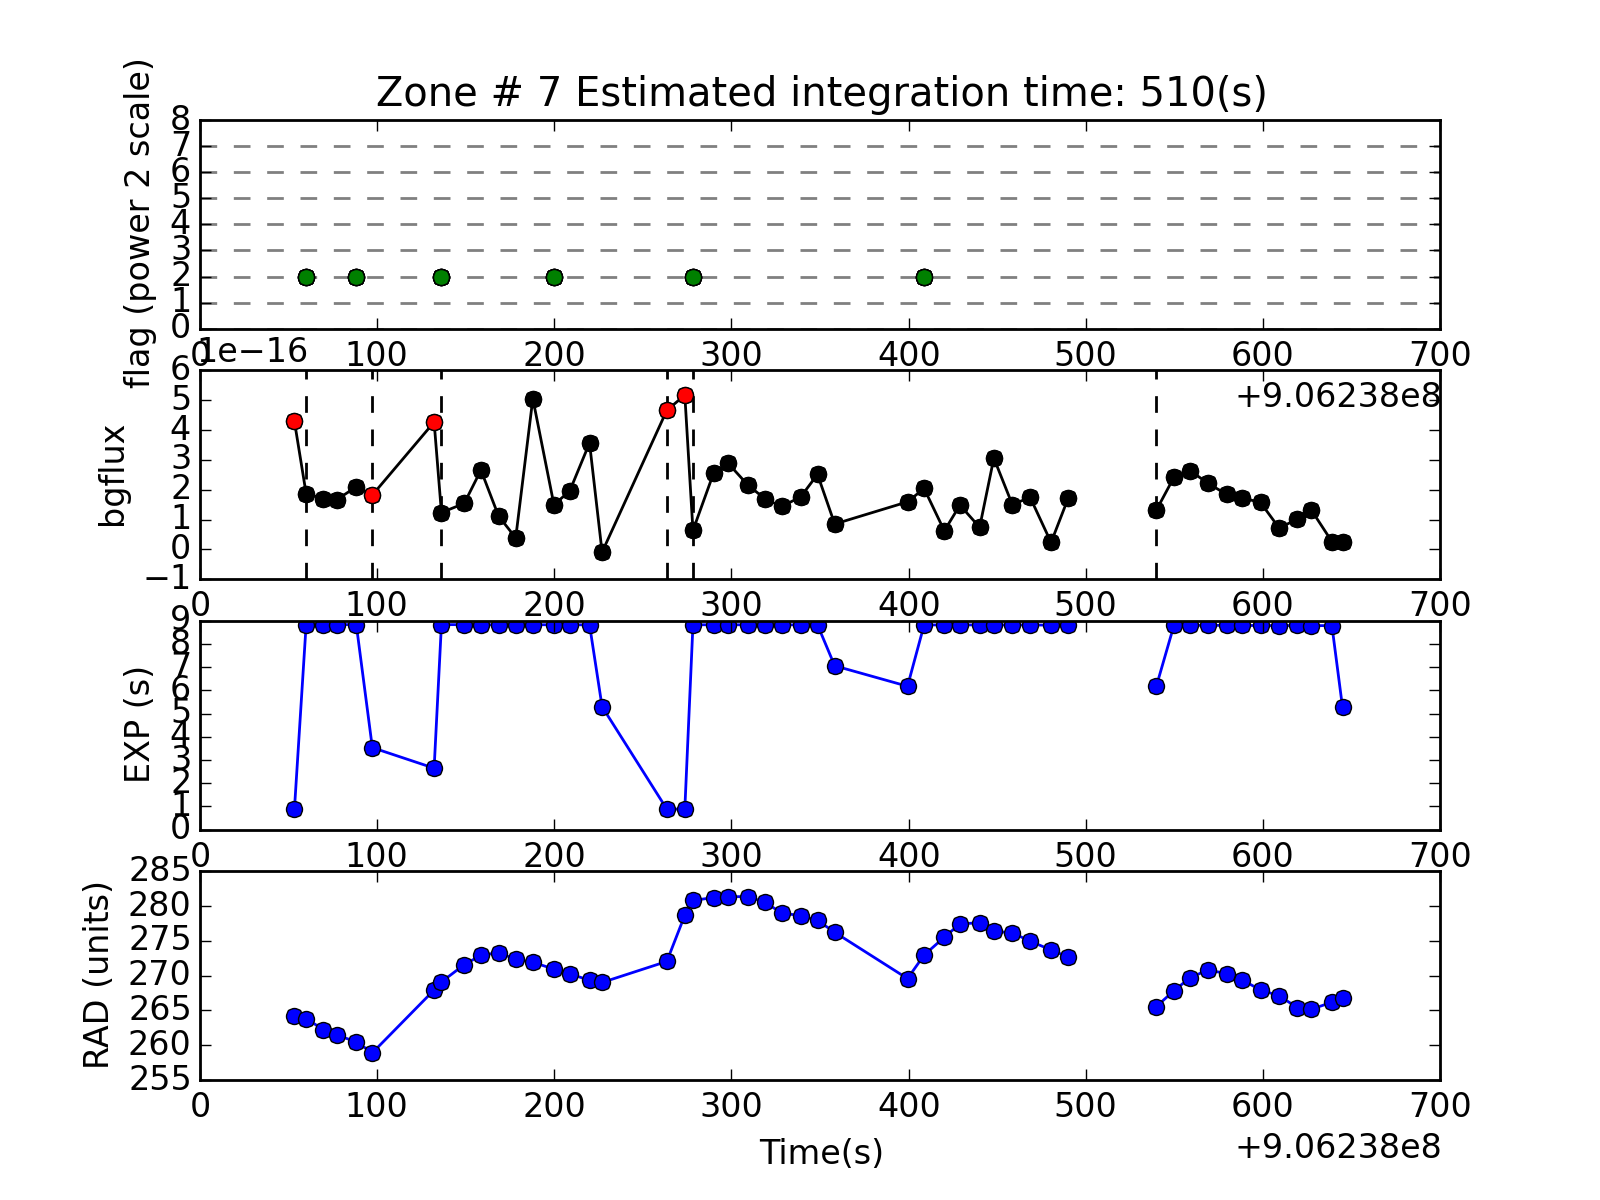 Zone # 7 Estimated integration time: 510(s)
flag (power 2 scale)
8
7
6
5
4
3
2
1
0
0 100 200 300 400 500 600 700
1e−16
+9.06238e8
bgflux
6
5
4
3
2
1
0
−1
0 100 200 300 400 500 600 700
EXP (s)
9
8
7
6
5
4
3
2
1
0
0 100 200 300 400 500 600 700
RAD (units)
285
280
275
270
265
260
255
0 100 200 300 400 500 600 700
Time(s)
+9.06238e8